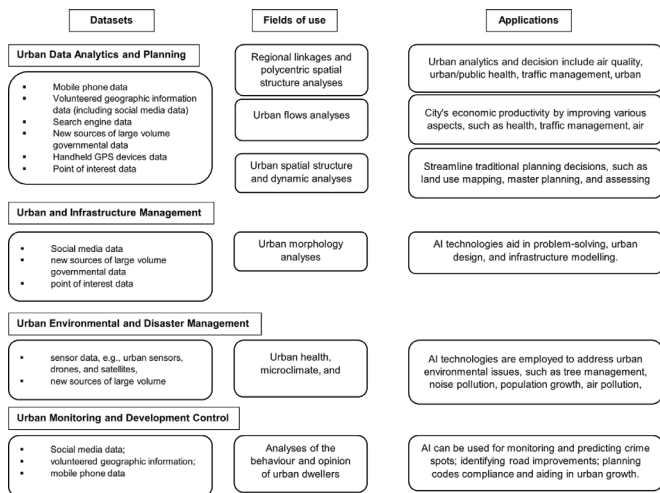 Datasets
Fields of use
Applications
Urban Data Analytics and Planning
▪ Mobile phone data
▪ Volunteered geographic information
data (including social media data)
▪ Search engine data
▪ New sources of large volume
governmental data
▪ Handheld GPS devices data
▪ Point of interest data
Regional linkages and
polycentric spatial
structure analyses
Urban analytics and decision include air quality,
urban/public health, traffic management, urban
Urban flows analyses
City's economic productivity by improving various
aspects, such as health, traffic management, air
Urban spatial structure
and dynamic analyses
Streamline traditional planning decisions, such as
land use mapping, master planning, and assessing
Urban and Infrastructure Management
▪ Social media data
▪ new sources of large volume
governmental data
▪ point of interest data
Urban morphology
analyses
AI technologies aid in problem-solving, urban
design, and infrastructure modelling.
Urban Environmental and Disaster Management
▪ sensor data, e.g., urban sensors,
drones, and satellites,
▪ new sources of large volume
Urban health,
microclimate, and
AI technologies are employed to address urban
environmental issues, such as tree management,
noise pollution, population growth, air pollution,
Urban Monitoring and Development Control
▪ Social media data;
▪ volunteered geographic information;
▪ mobile phone data
Analyses of the
behaviour and opinion
of urban dwellers
AI can be used for monitoring and predicting crime
spots; identifying road improvements; planning
codes compliance and aiding in urban growth.